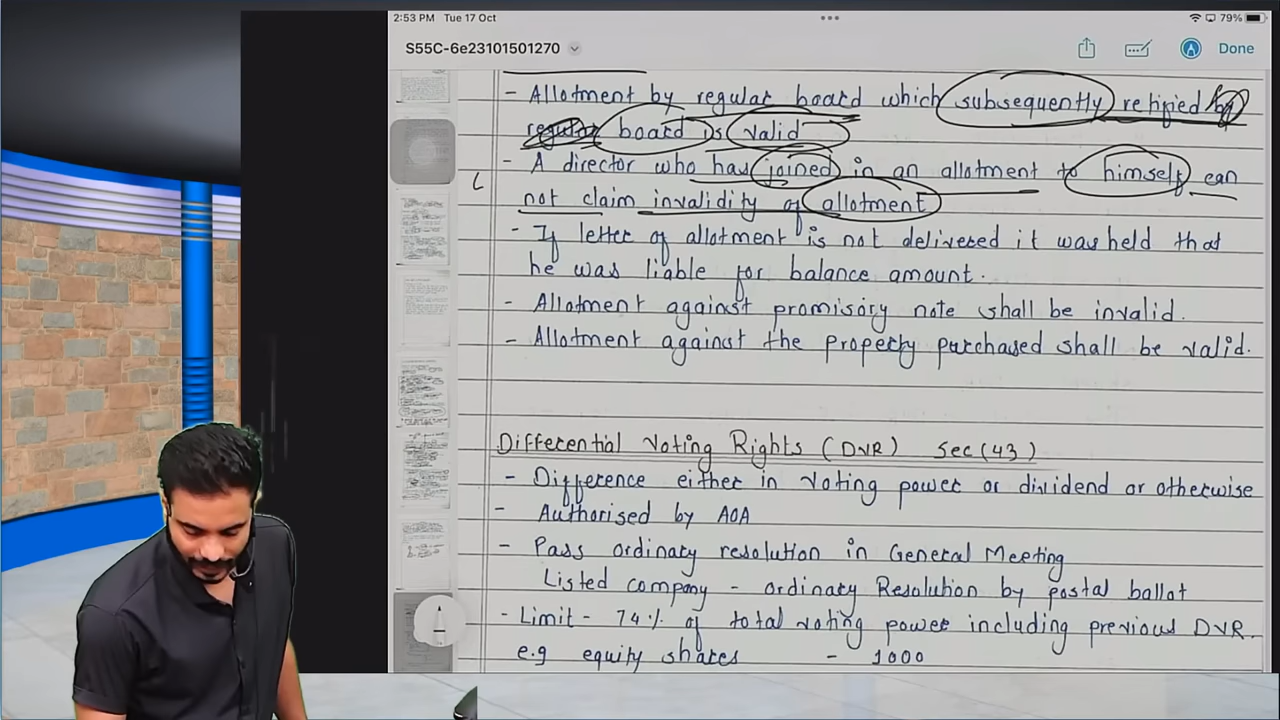 2:53 PM Tue 17 Oct
79%
S55C-6e23101501270
Done
- Allotment by regular board which subsequently retified by
regular board is valid
- A director who has joined in an allotment to himself can
not claim invalidity of allotment
- If letter of allotment is not delivered it was held that
he was liable for balance amount.
- Allotment against promisory note shall be invalid.
- Allotment against the property purchased shall be valid.
Differential Voting Rights (DVR) Sec (43)
- Difference either in voting power or dividend or otherwise
- Authorised by AOA
- Pass ordinary resolution in General Meeting
Listed company - ordinary Resolution by postal ballot
- Limit - 74% of total voting power including previous DVR.
e.g equity shares - 1000